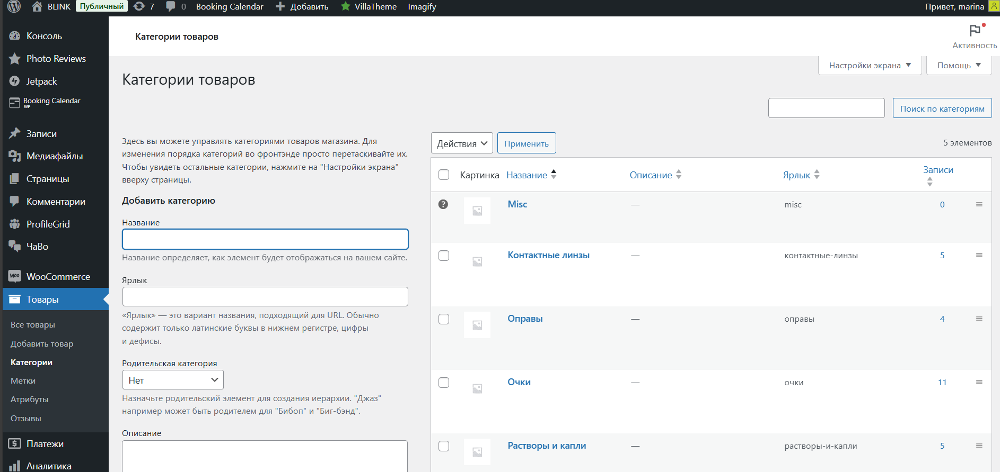 BLINK
Публичный
7
0
Booking Calendar
Добавить
VillaTheme
Imagify
Привет, marina
Консоль
Photo Reviews
Jetpack
Booking Calendar
WP
Записи
Медиафайлы
Страницы
Комментарии
ProfileGrid
ЧаВо
Woo
WooCommerce
Товары
Все товары
Добавить товар
Категории
Метки
Атрибуты
Отзывы
Платежи
Аналитика
Категории товаров
Активность
Настройки экрана
Помощь
Категории товаров
Поиск по категориям
Здесь вы можете управлять категориями товаров магазина. Для
изменения порядка категорий во фронтэнде просто перетаскивайте их.
Чтобы увидеть остальные категории, нажмите на "Настройки экрана"
вверху страницы.
Добавить категорию
Название
Название определяет, как элемент будет отображаться на вашем сайте.
Ярлык
«Ярлык» — это вариант названия, подходящий для URL. Обычно
содержит только латинские буквы в нижнем регистре, цифры
и дефисы.
Родительская категория
Нет
Назначьте родительский элемент для создания иерархии. "Джаз"
например может быть родителем для "Бибоп" и "Биг-бэнд".
Описание
Действия
Применить
5 элементов
Картинка Название Описание Ярлык Записи
? Misc — misc 0
Контактные линзы — контактные-линзы 5
Оправы — оправы 4
Очки — очки 11
Растворы и капли — растворы-и-капли 5